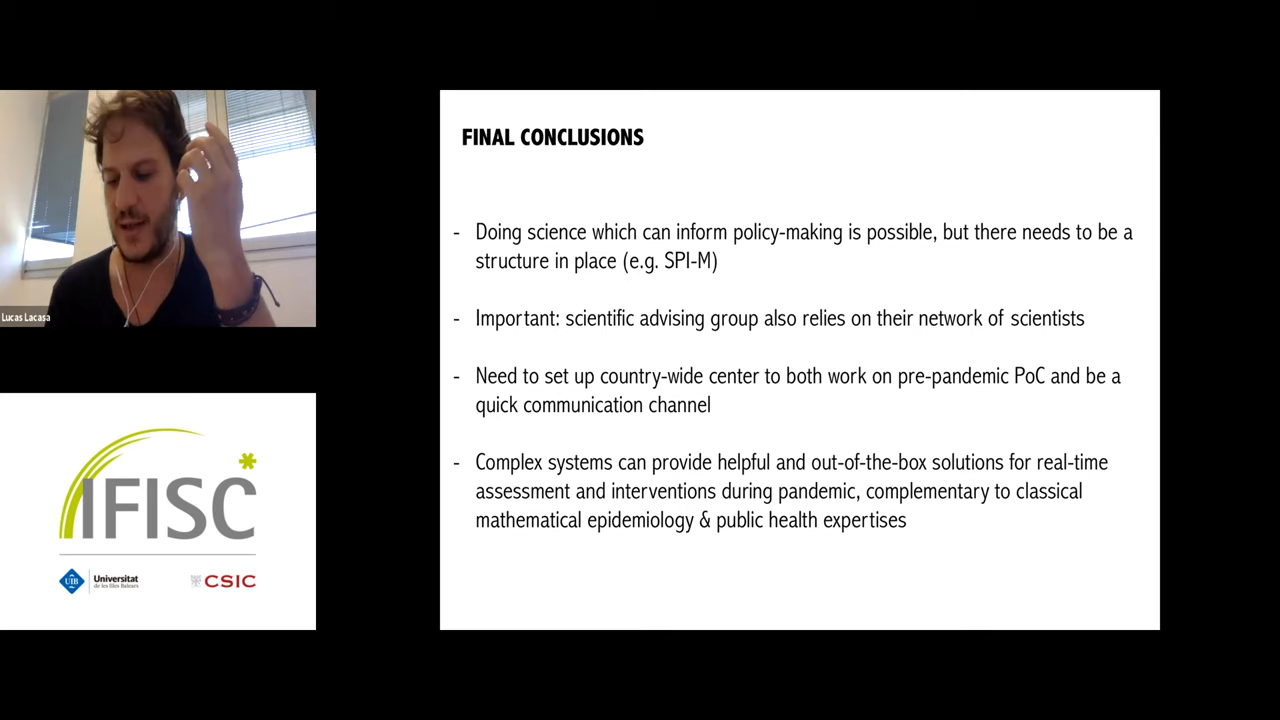 Lucas Lacasa
IFISC
UIB
Universitat
de les Illes Balears
CSIC
FINAL CONCLUSIONS
- Doing science which can inform policy-making is possible, but there needs to be a
structure in place (e.g. SPI-M)
- Important: scientific advising group also relies on their network of scientists
- Need to set up country-wide center to both work on pre-pandemic PoC and be a
quick communication channel
- Complex systems can provide helpful and out-of-the-box solutions for real-time
assessment and interventions during pandemic, complementary to classical
mathematical epidemiology & public health expertises